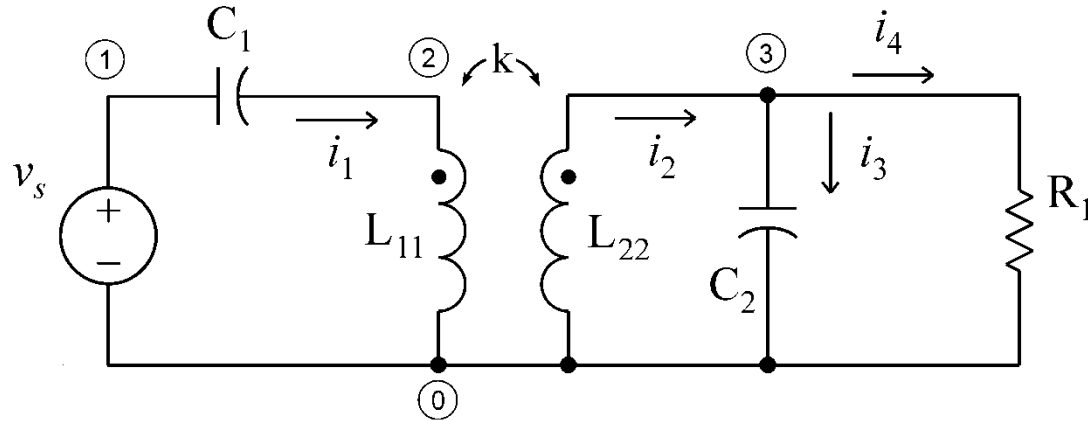 C₁
i₄
① ② k ③
i₁ i₂ i₃
vₛ + −
L₁₁ L₂₂ R₁
C₂
⓪